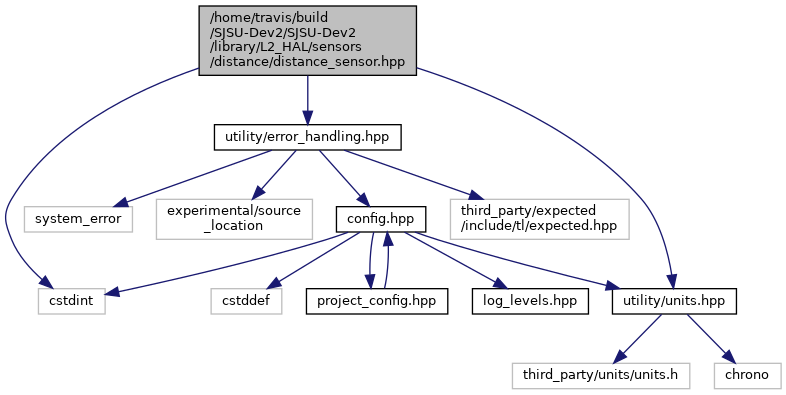 /home/travis/build
/SJSU-Dev2/SJSU-Dev2
/library/L2_HAL/sensors
/distance/distance_sensor.hpp
utility/error_handling.hpp
system_error
experimental/source
_location
config.hpp
third_party/expected
/include/tl/expected.hpp
cstdint
cstddef
project_config.hpp
log_levels.hpp
utility/units.hpp
third_party/units/units.h
chrono